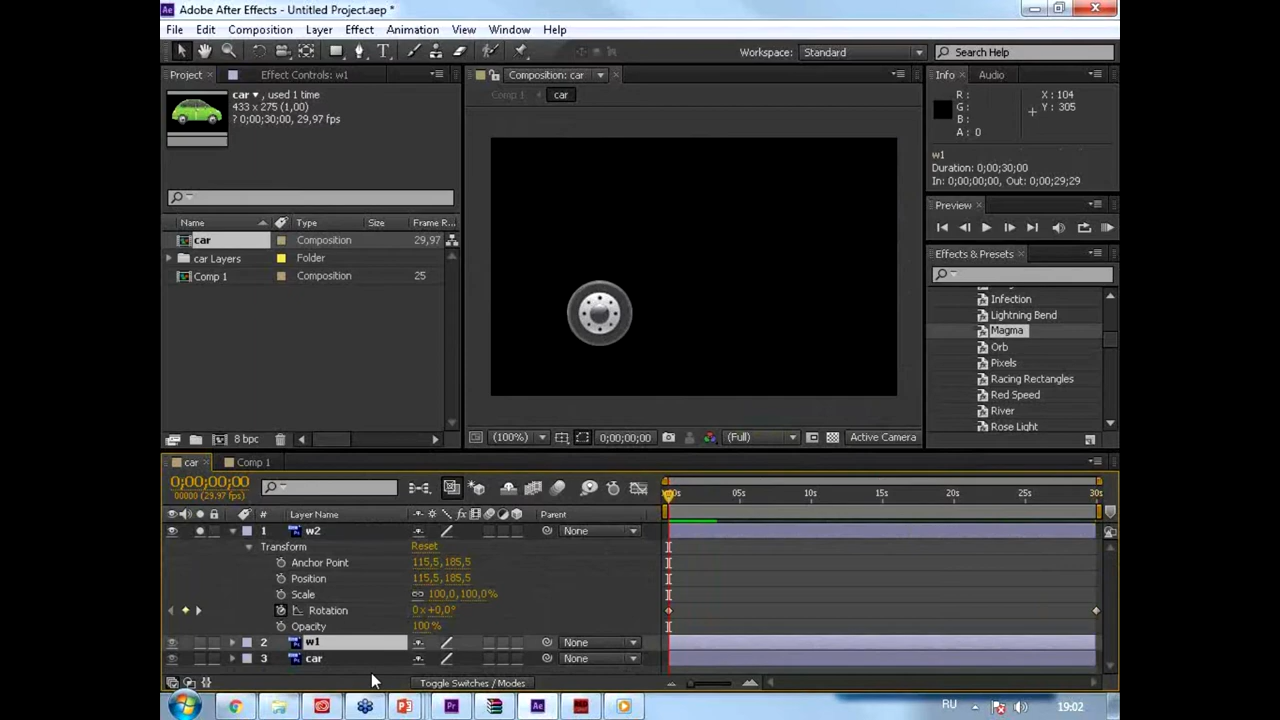 Adobe After Effects - Untitled Project.aep *
File Edit Composition Layer Effect Animation View Window Help
Workspace: Standard Search Help
Project Effect Controls: w1
Composition: car
Info Audio
car , used 1 time
433 x 275 (1,00)
? 0;00;30;00, 29,97 fps
Comp 1 car
R :
G :
B :
A : 0
X : 104
Y : 305
w1
Duration: 0;00;30;00
In: 0;00;00;00, Out: 0;00;29;29
Preview
Effects & Presets
Name Type Size Frame R...
car Composition 29,97
car Layers Folder
Comp 1 Composition 25
Infection
Lightning Bend
Magma
Orb
Pixels
Racing Rectangles
Red Speed
River
Rose Light
8 bpc
(100%) 0;00;00;00 (Full) Active Camera
car Comp 1
0;00;00;00
00000 (29.97 fps)
05s 10s 15s 20s 25s 30s
# Layer Name Parent
1 w2 None
Transform Reset
Anchor Point 115,5,185,5
Position 115,5,185,5
Scale 100,0,100,0%
Rotation 0x+0,0°
Opacity 100%
2 w1 None
3 car None
Toggle Switches / Modes
RU 19:02